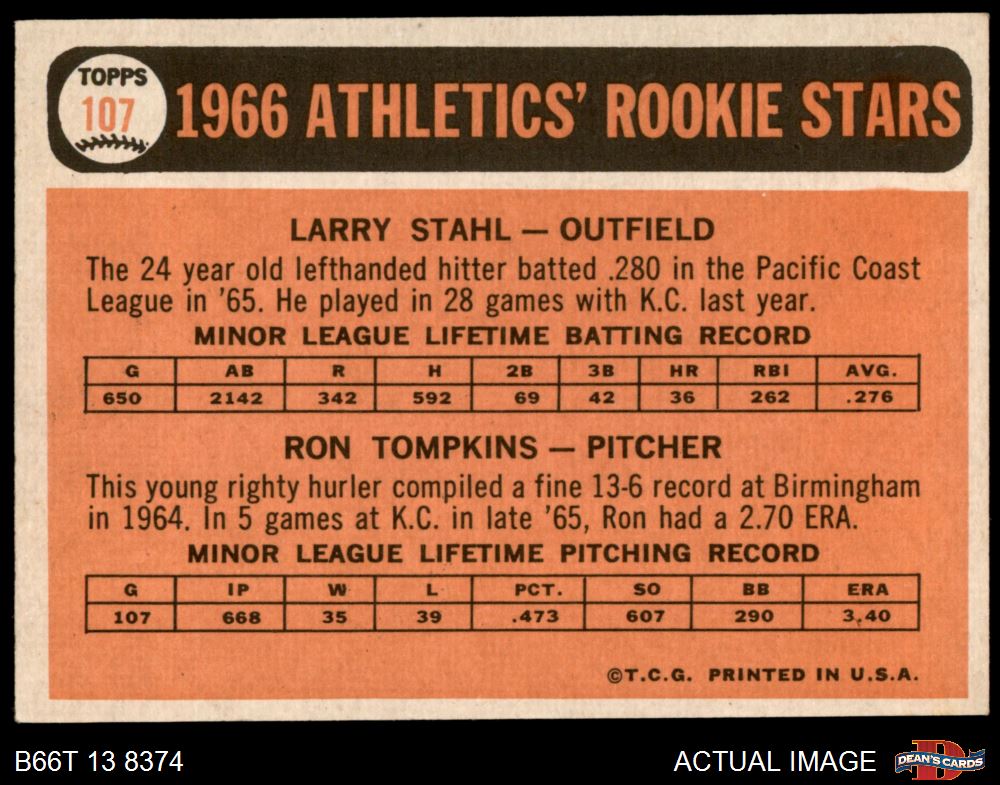 TOPPS
107
1966 ATHLETICS' ROOKIE STARS
LARRY STAHL — OUTFIELD
The 24 year old lefthanded hitter batted .280 in the Pacific Coast
League in '65. He played in 28 games with K.C. last year.
MINOR LEAGUE LIFETIME BATTING RECORD
G AB R H 2B 3B HR RBI AVG.
650 2142 342 592 69 42 36 262 .276
RON TOMPKINS — PITCHER
This young righty hurler compiled a fine 13-6 record at Birmingham
in 1964. In 5 games at K.C. in late '65, Ron had a 2.70 ERA.
MINOR LEAGUE LIFETIME PITCHING RECORD
G IP W L PCT. SO BB ERA
107 668 35 39 .473 607 290 3.40
©T.C.G. PRINTED IN U.S.A.
B66T 13 8374 ACTUAL IMAGE DEAN'S CARDS